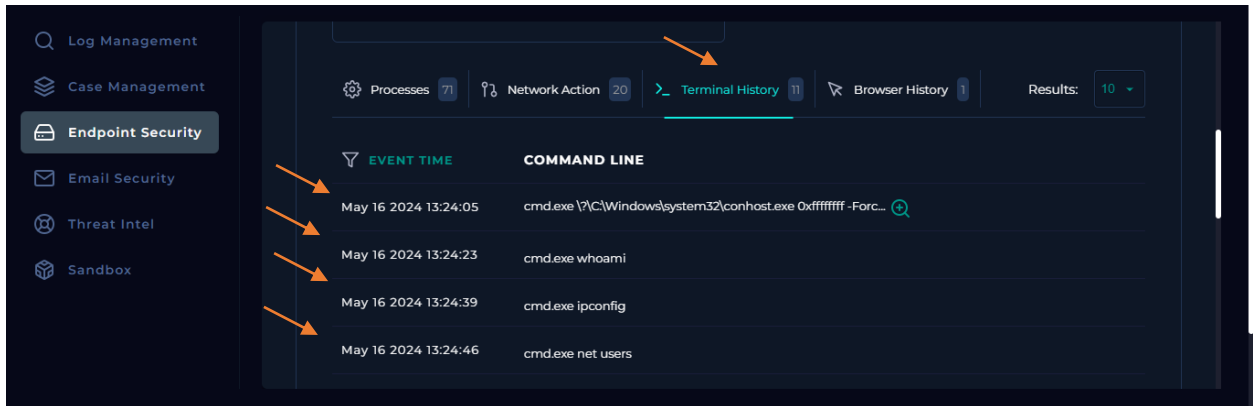 Log Management
Case Management
Endpoint Security
Email Security
Threat Intel
Sandbox
Processes 71 Network Action 20 >_ Terminal History 11 Browser History 1 Results: 10
EVENT TIME COMMAND LINE
May 16 2024 13:24:05 cmd.exe \?\C:\Windows\system32\conhost.exe 0xffffffff -Forc...
May 16 2024 13:24:23 cmd.exe whoami
May 16 2024 13:24:39 cmd.exe ipconfig
May 16 2024 13:24:46 cmd.exe net users